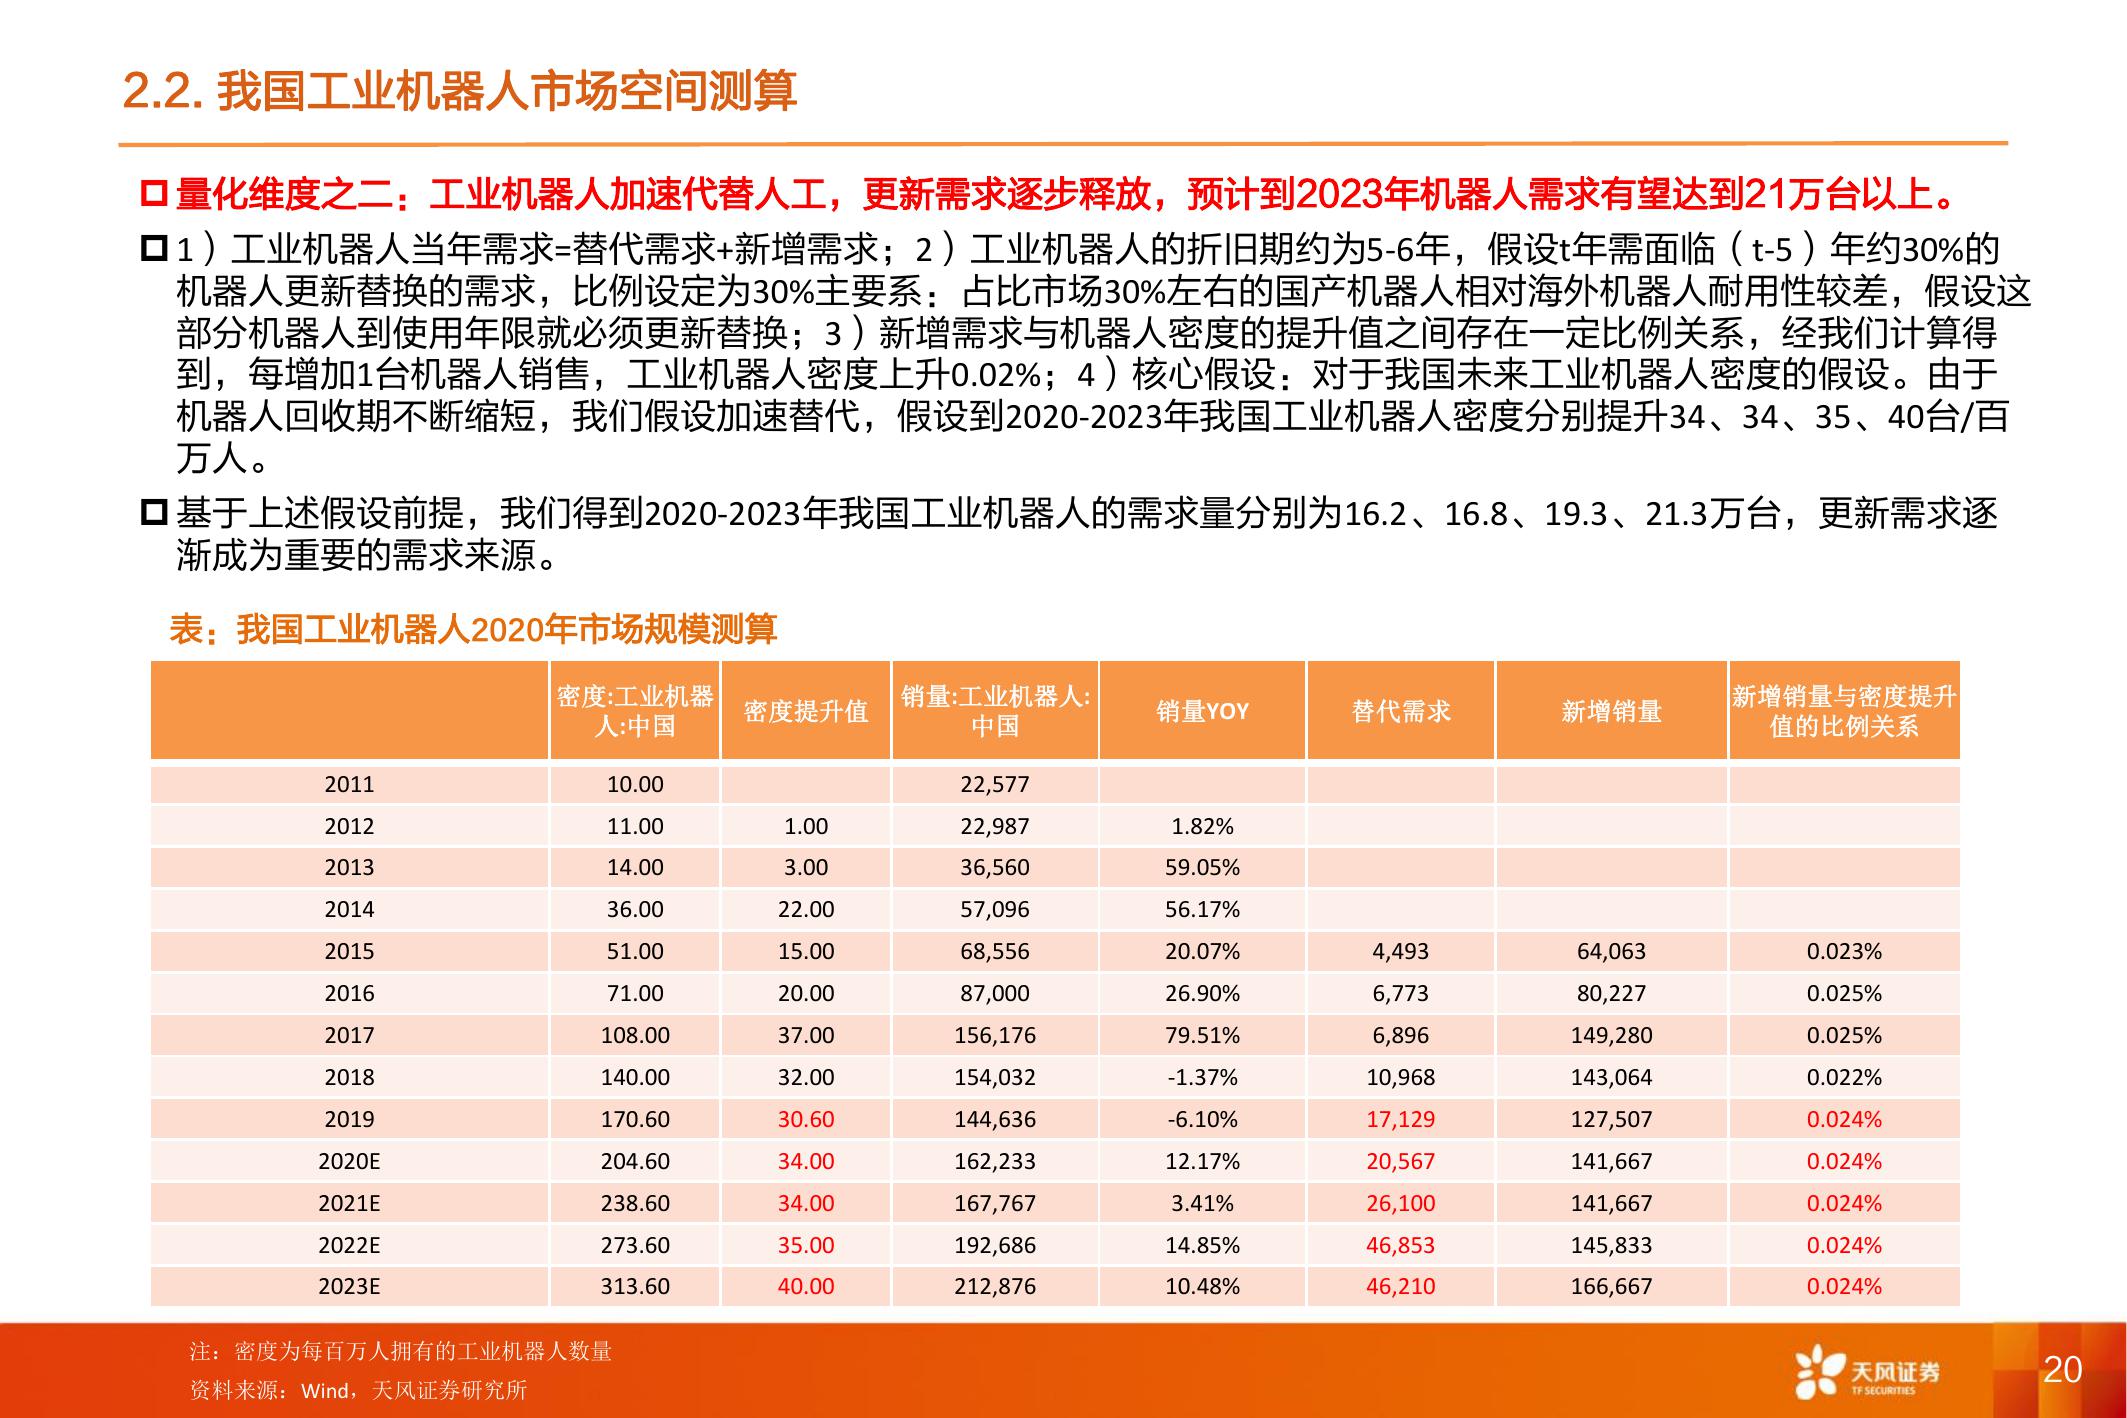 2.2. 我国工业机器人市场空间测算
量化维度之二：工业机器人加速代替人工，更新需求逐步释放，预计到2023年机器人需求有望达到21万台以上。
1）工业机器人当年需求=替代需求+新增需求；2）工业机器人的折旧期约为5-6年，假设t年需面临（t-5）年约30%的
机器人更新替换的需求，比例设定为30%主要系：占比市场30%左右的国产机器人相对海外机器人耐用性较差，假设这
部分机器人到使用年限就必须更新替换；3）新增需求与机器人密度的提升值之间存在一定比例关系，经我们计算得
到，每增加1台机器人销售，工业机器人密度上升0.02%；4）核心假设：对于我国未来工业机器人密度的假设。由于
机器人回收期不断缩短，我们假设加速替代，假设到2020-2023年我国工业机器人密度分别提升34、34、35、40台/百
万人。
基于上述假设前提，我们得到2020-2023年我国工业机器人的需求量分别为16.2、16.8、19.3、21.3万台，更新需求逐
渐成为重要的需求来源。
表：我国工业机器人2020年市场规模测算
密度:工业机器人:中国 密度提升值 销量:工业机器人:中国 销量YOY 替代需求 新增销量 新增销量与密度提升值的比例关系
2011 10.00 22,577
2012 11.00 1.00 22,987 1.82%
2013 14.00 3.00 36,560 59.05%
2014 36.00 22.00 57,096 56.17%
2015 51.00 15.00 68,556 20.07% 4,493 64,063 0.023%
2016 71.00 20.00 87,000 26.90% 6,773 80,227 0.025%
2017 108.00 37.00 156,176 79.51% 6,896 149,280 0.025%
2018 140.00 32.00 154,032 -1.37% 10,968 143,064 0.022%
2019 170.60 30.60 144,636 -6.10% 17,129 127,507 0.024%
2020E 204.60 34.00 162,233 12.17% 20,567 141,667 0.024%
2021E 238.60 34.00 167,767 3.41% 26,100 141,667 0.024%
2022E 273.60 35.00 192,686 14.85% 46,853 145,833 0.024%
2023E 313.60 40.00 212,876 10.48% 46,210 166,667 0.024%
注：密度为每百万人拥有的工业机器人数量
资料来源：Wind，天风证券研究所
天风证券
TF SECURITIES
20